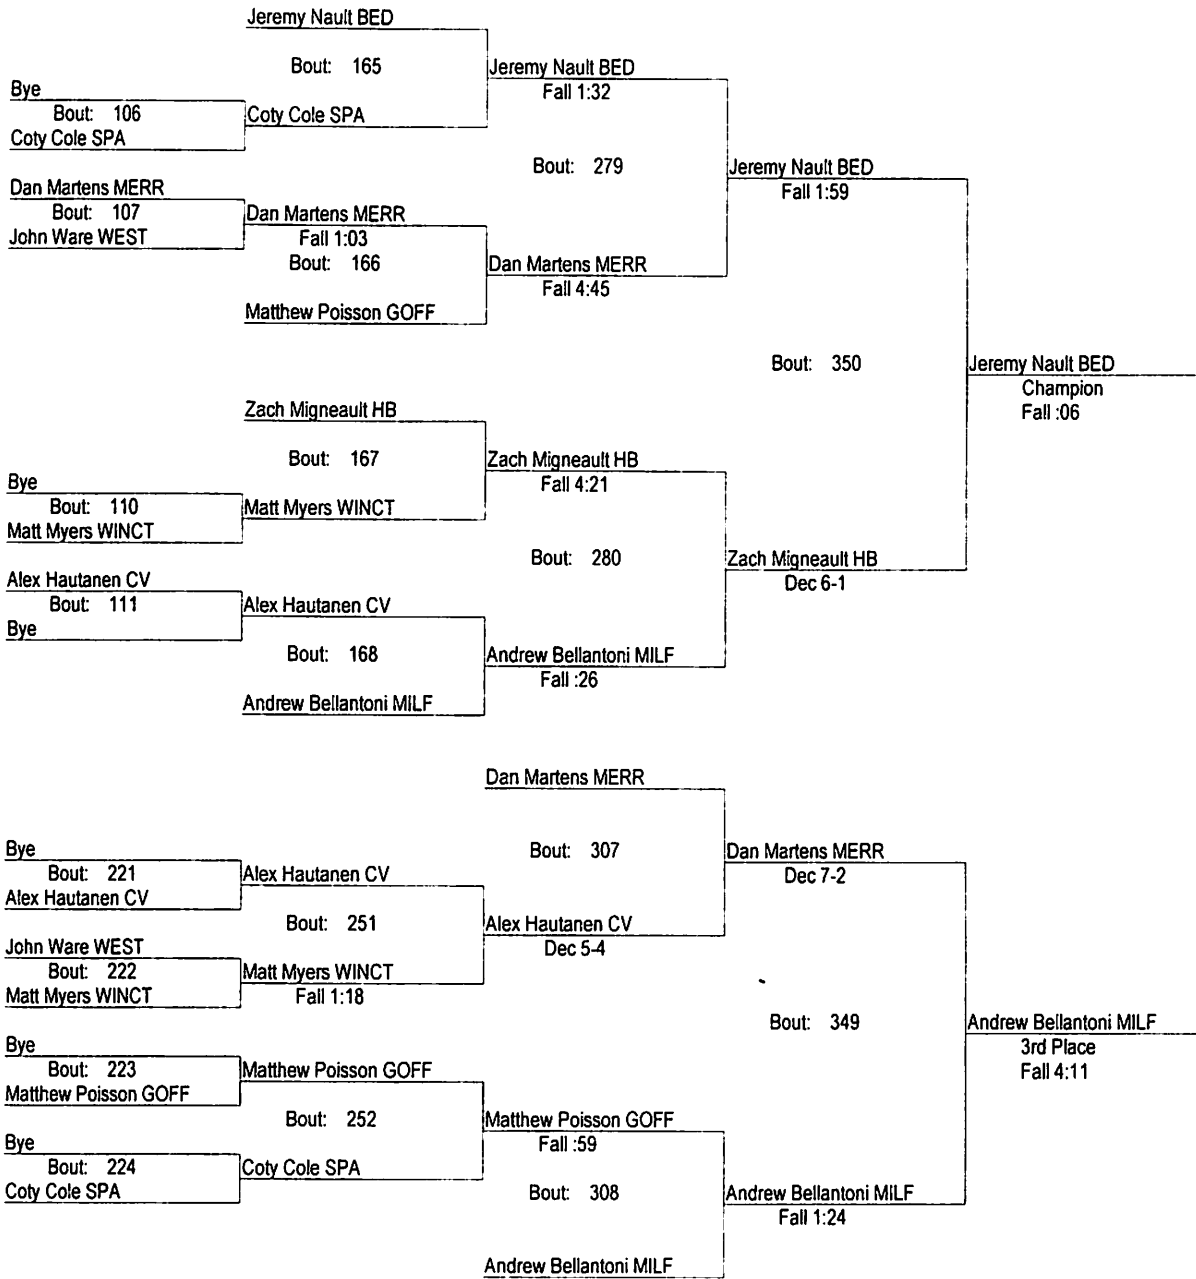 Jeremy Nault BED
Bout: 165
Jeremy Nault BED
Fall 1:32
Bye
Bout: 106
Coty Cole SPA
Coty Cole SPA
Bout: 279
Jeremy Nault BED
Fall 1:59
Dan Martens MERR
Bout: 107
John Ware WEST
Dan Martens MERR
Fall 1:03
Bout: 166
Dan Martens MERR
Fall 4:45
Matthew Poisson GOFF
Bout: 350
Jeremy Nault BED
Champion
Fall :06
Zach Migneault HB
Bout: 167
Zach Migneault HB
Fall 4:21
Bye
Bout: 110
Matt Myers WINCT
Matt Myers WINCT
Bout: 280
Zach Migneault HB
Dec 6-1
Alex Hautanen CV
Bout: 111
Bye
Alex Hautanen CV
Bout: 168
Andrew Bellantoni MILF
Fall :26
Andrew Bellantoni MILF
Dan Martens MERR
Bout: 307
Dan Martens MERR
Dec 7-2
Bye
Bout: 221
Alex Hautanen CV
Alex Hautanen CV
Bout: 251
Alex Hautanen CV
Dec 5-4
John Ware WEST
Bout: 222
Matt Myers WINCT
Matt Myers WINCT
Fall 1:18
Bout: 349
Andrew Bellantoni MILF
3rd Place
Fall 4:11
Bye
Bout: 223
Matthew Poisson GOFF
Matthew Poisson GOFF
Bout: 252
Matthew Poisson GOFF
Fall :59
Bye
Bout: 224
Coty Cole SPA
Coty Cole SPA
Bout: 308
Andrew Bellantoni MILF
Fall 1:24
Andrew Bellantoni MILF